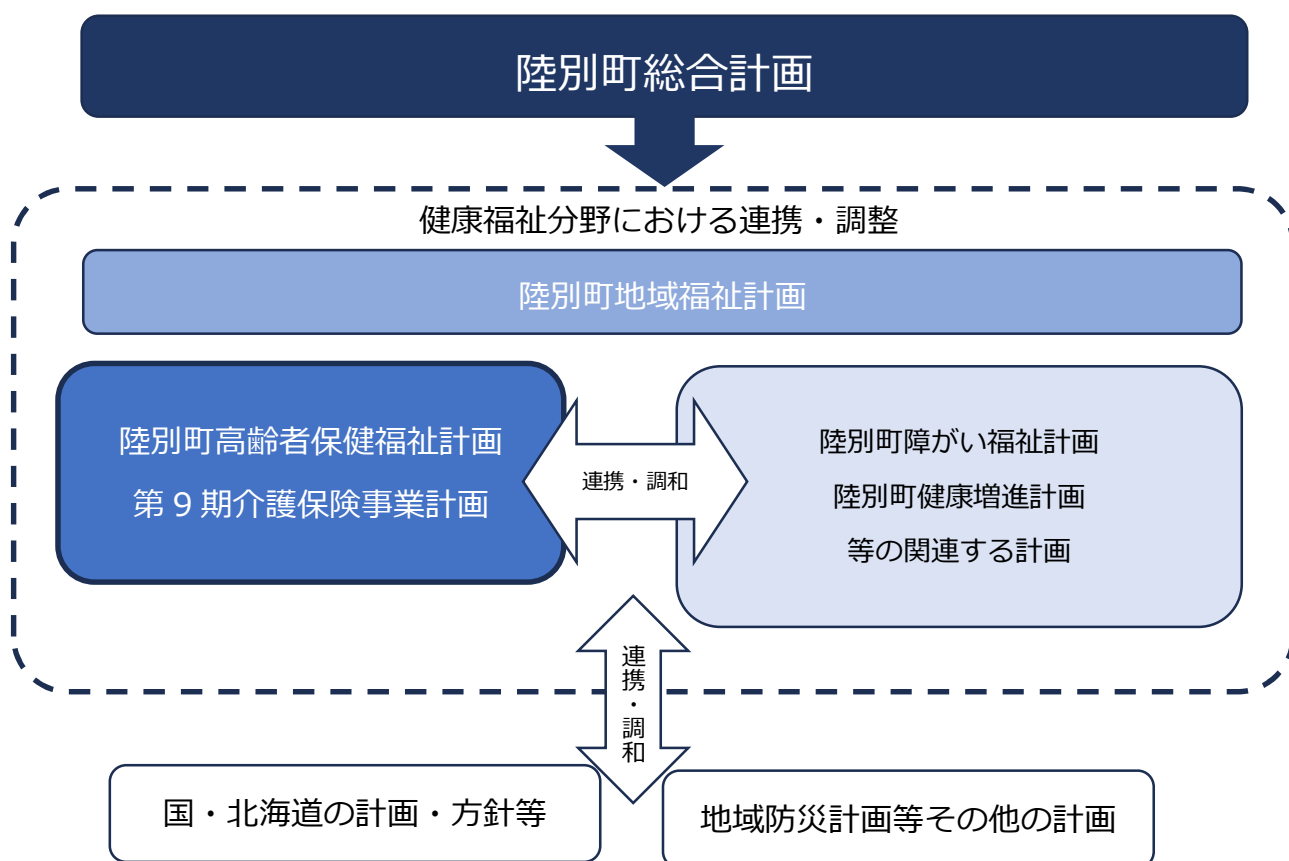 陸別町総合計画
健康福祉分野における連携・調整
陸別町地域福祉計画
陸別町高齢者保健福祉計画
第9期介護保険事業計画
連携・調和
陸別町障がい福祉計画
陸別町健康増進計画
等の関連する計画
連携・調和
国・北海道の計画・方針等
地域防災計画等その他の計画